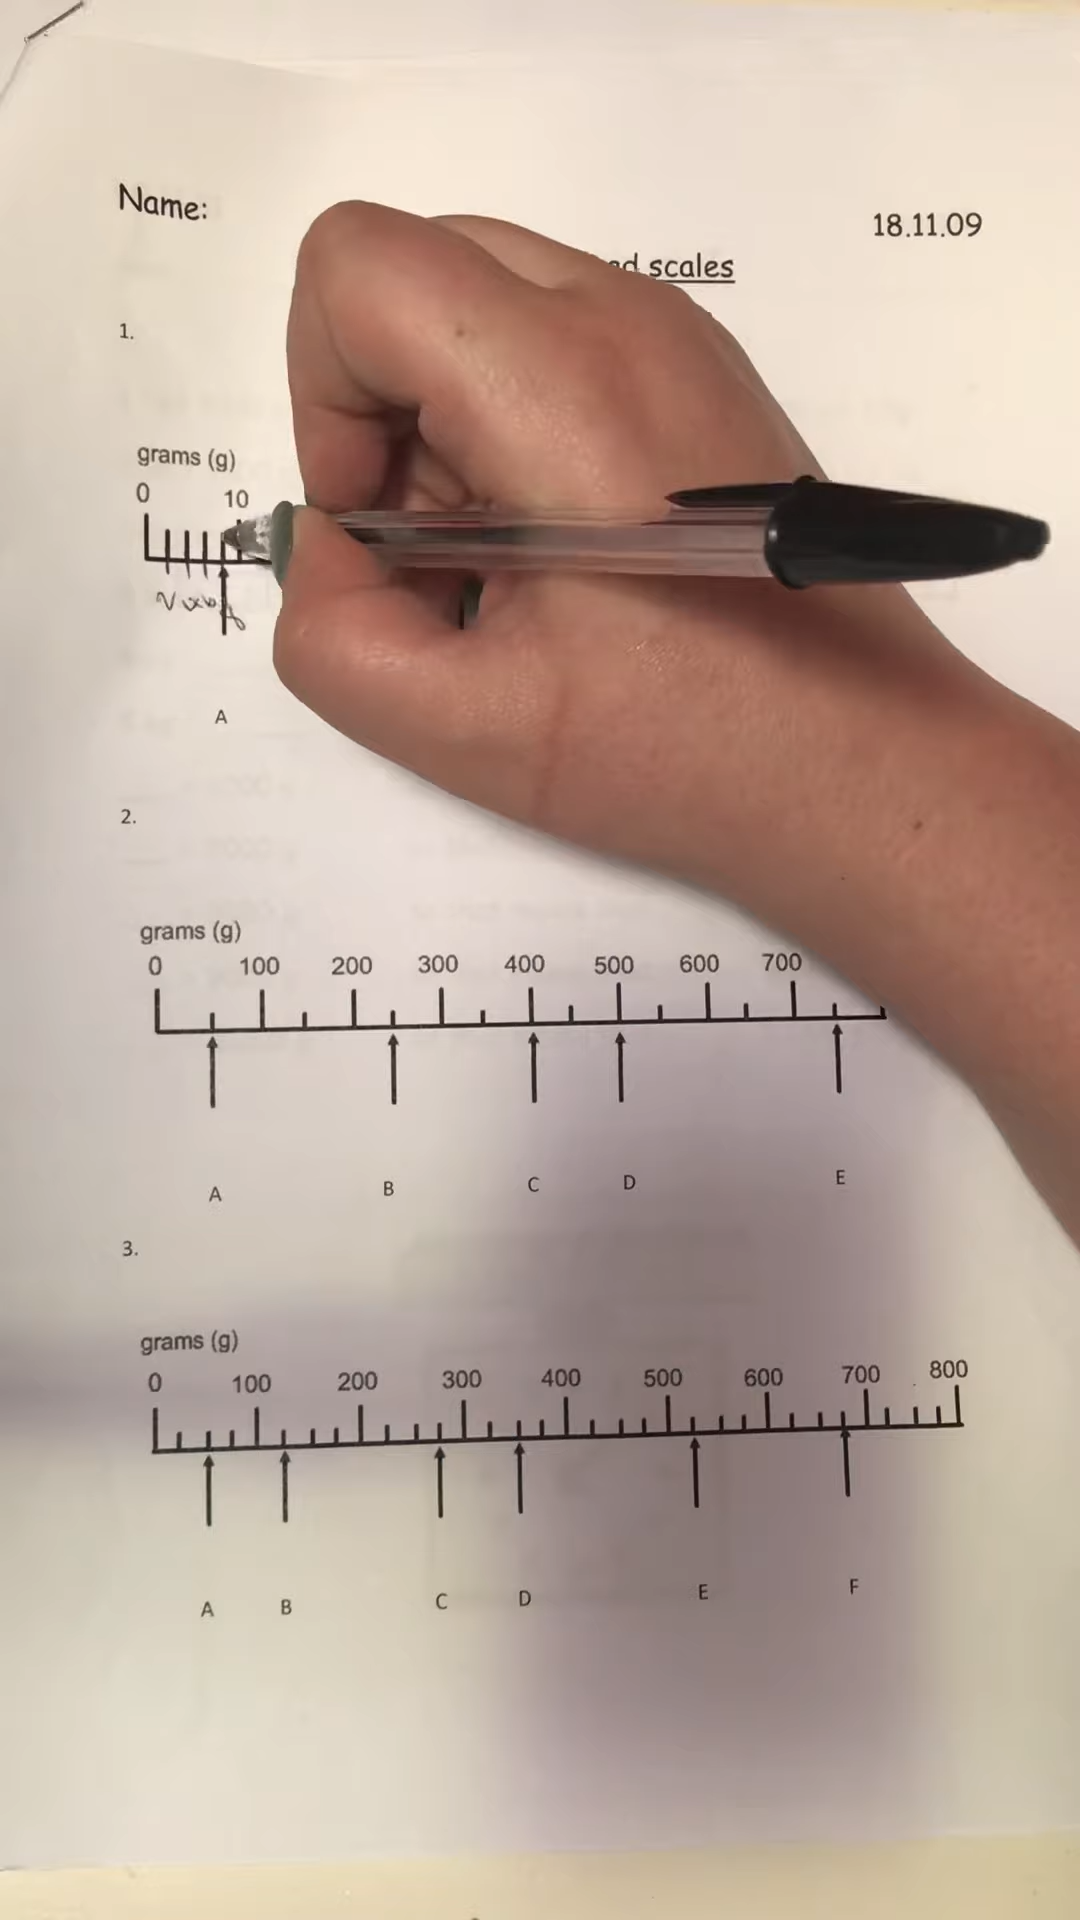 Name:
18.11.09
scales
1.
grams (g)
0 10
A
2.
grams (g)
0 100 200 300 400 500 600 700
A B C D E
3.
grams (g)
0 100 200 300 400 500 600 700 800
A B C D E F